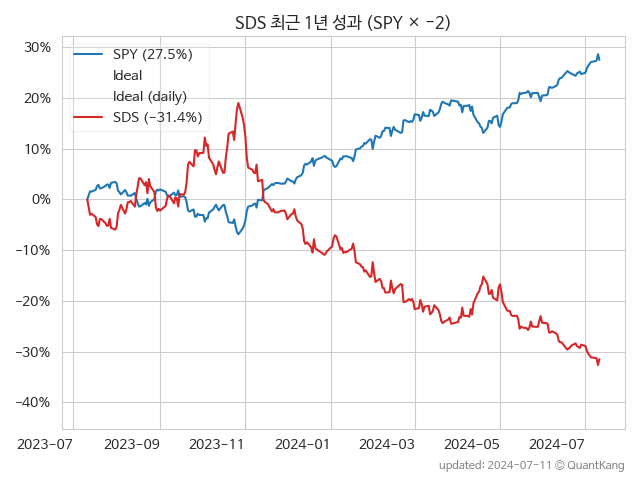 SDS 최근 1년 성과 (SPY × −2)
30%
20%
10%
0%
−10%
−20%
−30%
−40%
SPY (27.5%)
Ideal
Ideal (daily)
SDS (−31.4%)
2023-07
2023-09
2023-11
2024-01
2024-03
2024-05
2024-07
updated: 2024-07-11 © QuantKang